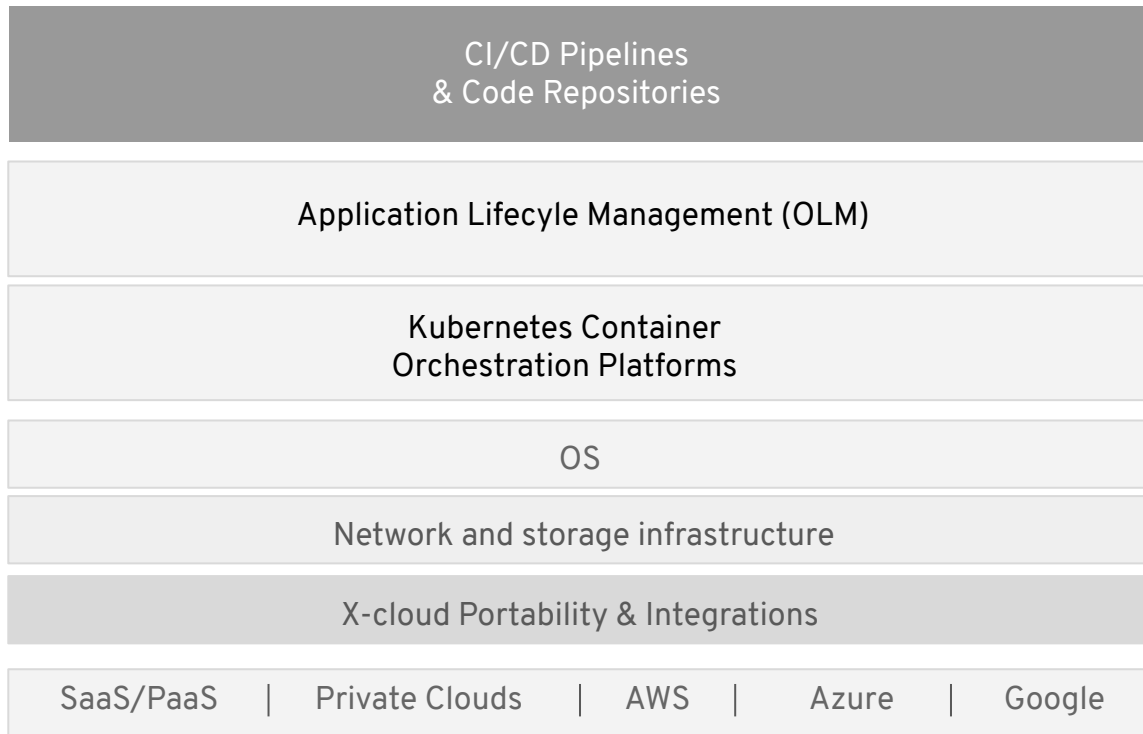 CI/CD Pipelines
& Code Repositories
Application Lifecyle Management (OLM)
Kubernetes Container
Orchestration Platforms
OS
Network and storage infrastructure
X-cloud Portability & Integrations
SaaS/PaaS | Private Clouds | AWS | Azure | Google